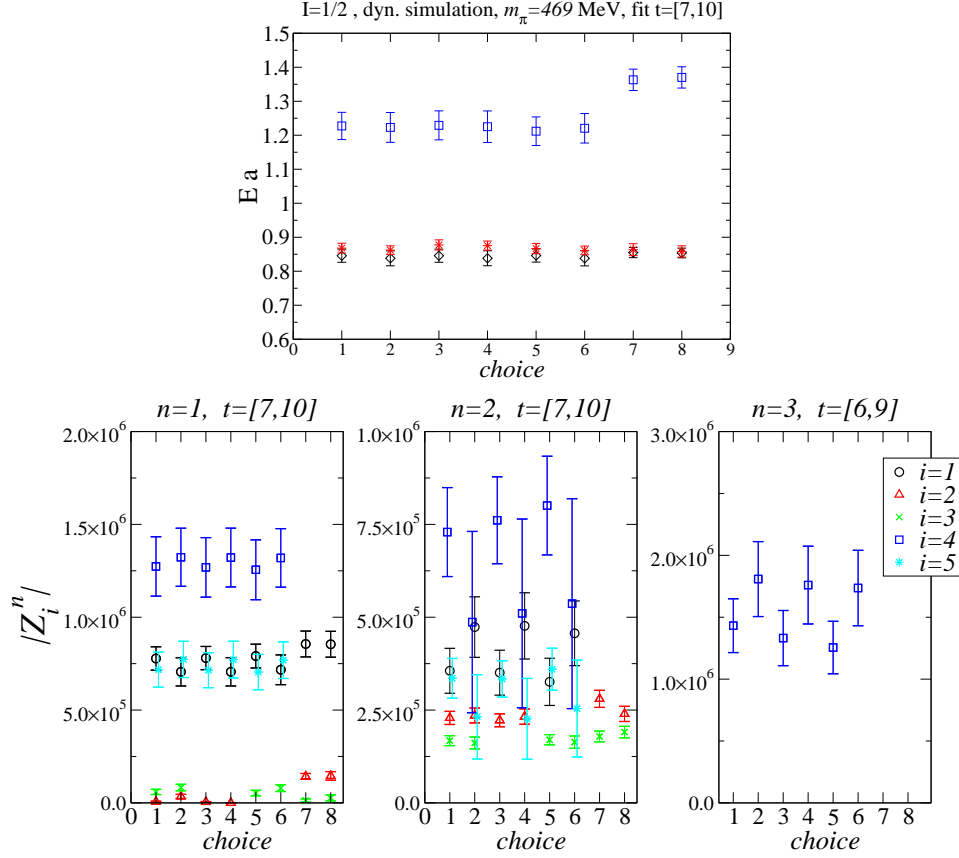 I=1/2 , dyn. simulation, m_π=469 MeV, fit t=[7,10]
1.5
1.4
1.3
1.2
1.1
1
0.9
0.8
0.7
0.6
E a
0 1 2 3 4 5 6 7 8 9
choice
n=1, t=[7,10]
2.0×10^6
1.5×10^6
1.0×10^6
5.0×10^5
0.0
|Z_i^n|
0 1 2 3 4 5 6 7 8
choice
n=2, t=[7,10]
1.0×10^6
7.5×10^5
5.0×10^5
2.5×10^5
0.0
0 1 2 3 4 5 6 7 8
choice
n=3, t=[6,9]
3.0×10^6
2.0×10^6
1.0×10^6
0.0
1 2 3 4 5 6 7 8
choice
i=1
i=2
i=3
i=4
i=5